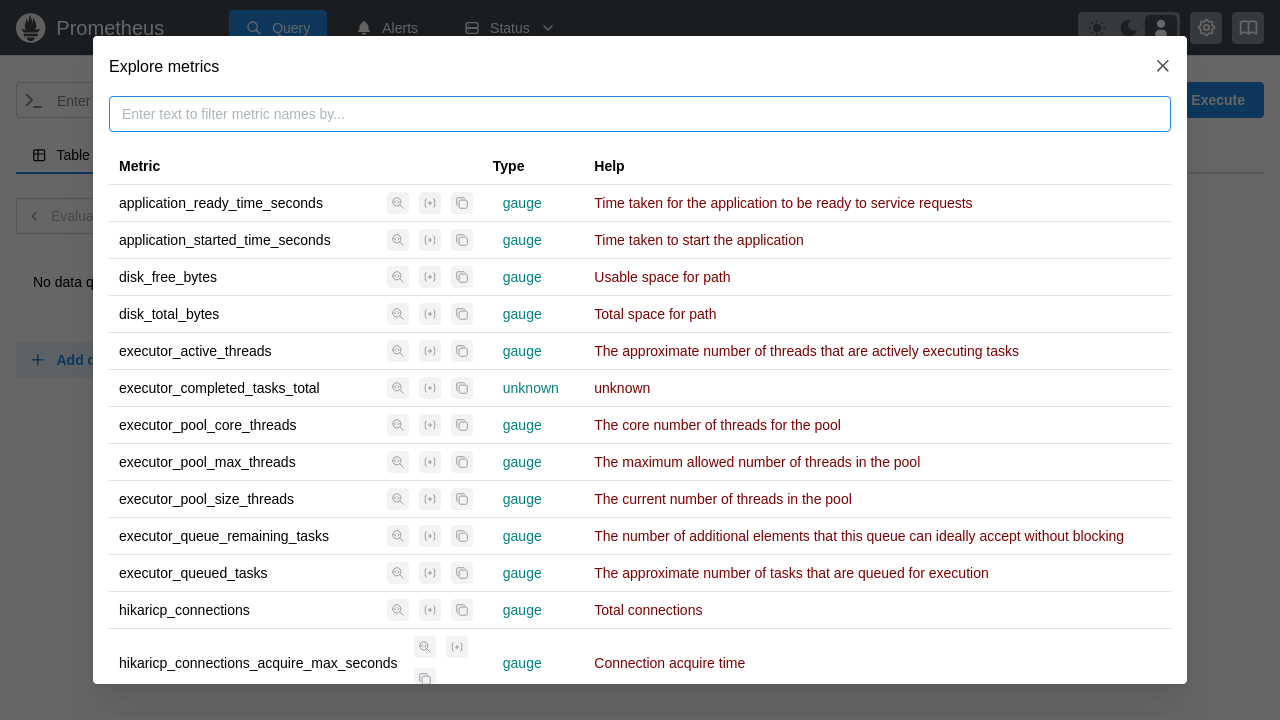 Prometheus Query Alerts Status
Explore metrics
Enter text to filter metric names by...
Enter
Execute
Table
Evalua
No data q
Add d
Metric Type Help
application_ready_time_seconds gauge Time taken for the application to be ready to service requests
application_started_time_seconds gauge Time taken to start the application
disk_free_bytes gauge Usable space for path
disk_total_bytes gauge Total space for path
executor_active_threads gauge The approximate number of threads that are actively executing tasks
executor_completed_tasks_total unknown unknown
executor_pool_core_threads gauge The core number of threads for the pool
executor_pool_max_threads gauge The maximum allowed number of threads in the pool
executor_pool_size_threads gauge The current number of threads in the pool
executor_queue_remaining_tasks gauge The number of additional elements that this queue can ideally accept without blocking
executor_queued_tasks gauge The approximate number of tasks that are queued for execution
hikaricp_connections gauge Total connections
hikaricp_connections_acquire_max_seconds gauge Connection acquire time